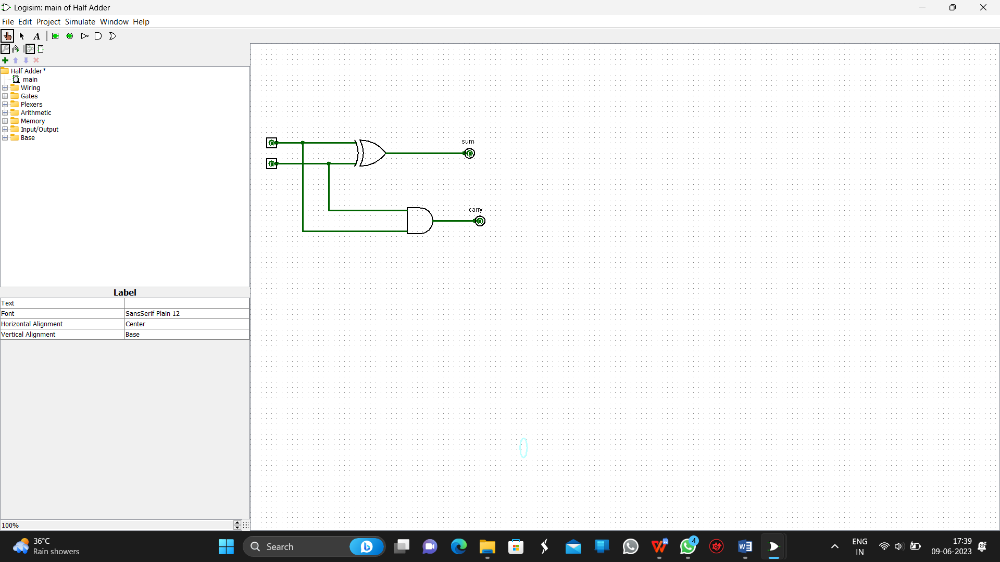 Logisim: main of Half Adder
File Edit Project Simulate Window Help
A
Half Adder*
main
Wiring
Gates
Plexers
Arithmetic
Memory
Input/Output
Base
0
0
sum
0
carry
0
Label
Text
Font SansSerif Plain 12
Horizontal Alignment Center
Vertical Alignment Base
0
100%
36°C
Rain showers
Search
4
ENG
IN
17:39
09-06-2023